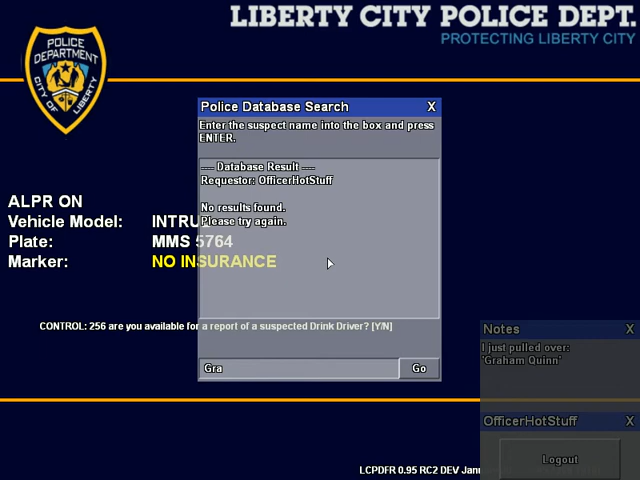 LIBERTY CITY POLICE DEPT.
PROTECTING LIBERTY CITY
POLICE
DEPARTMENT
CITY OF LIBERTY
Police Database Search X
Enter the suspect name into the box and press
ENTER.
---- Database Result ----
Requestor: OfficerHotStuff
No results found.
Please try again.
ALPR ON
Vehicle Model: INTRU
Plate: MMS 5764
Marker: NO INSURANCE
CONTROL: 256 are you available for a report of a suspected Drink Driver? [Y/N]
Gra Go
Notes X
I just pulled over:
'Graham Quinn'
OfficerHotStuff X
Logout
LCPDFR 0.95 RC2 DEV Jan